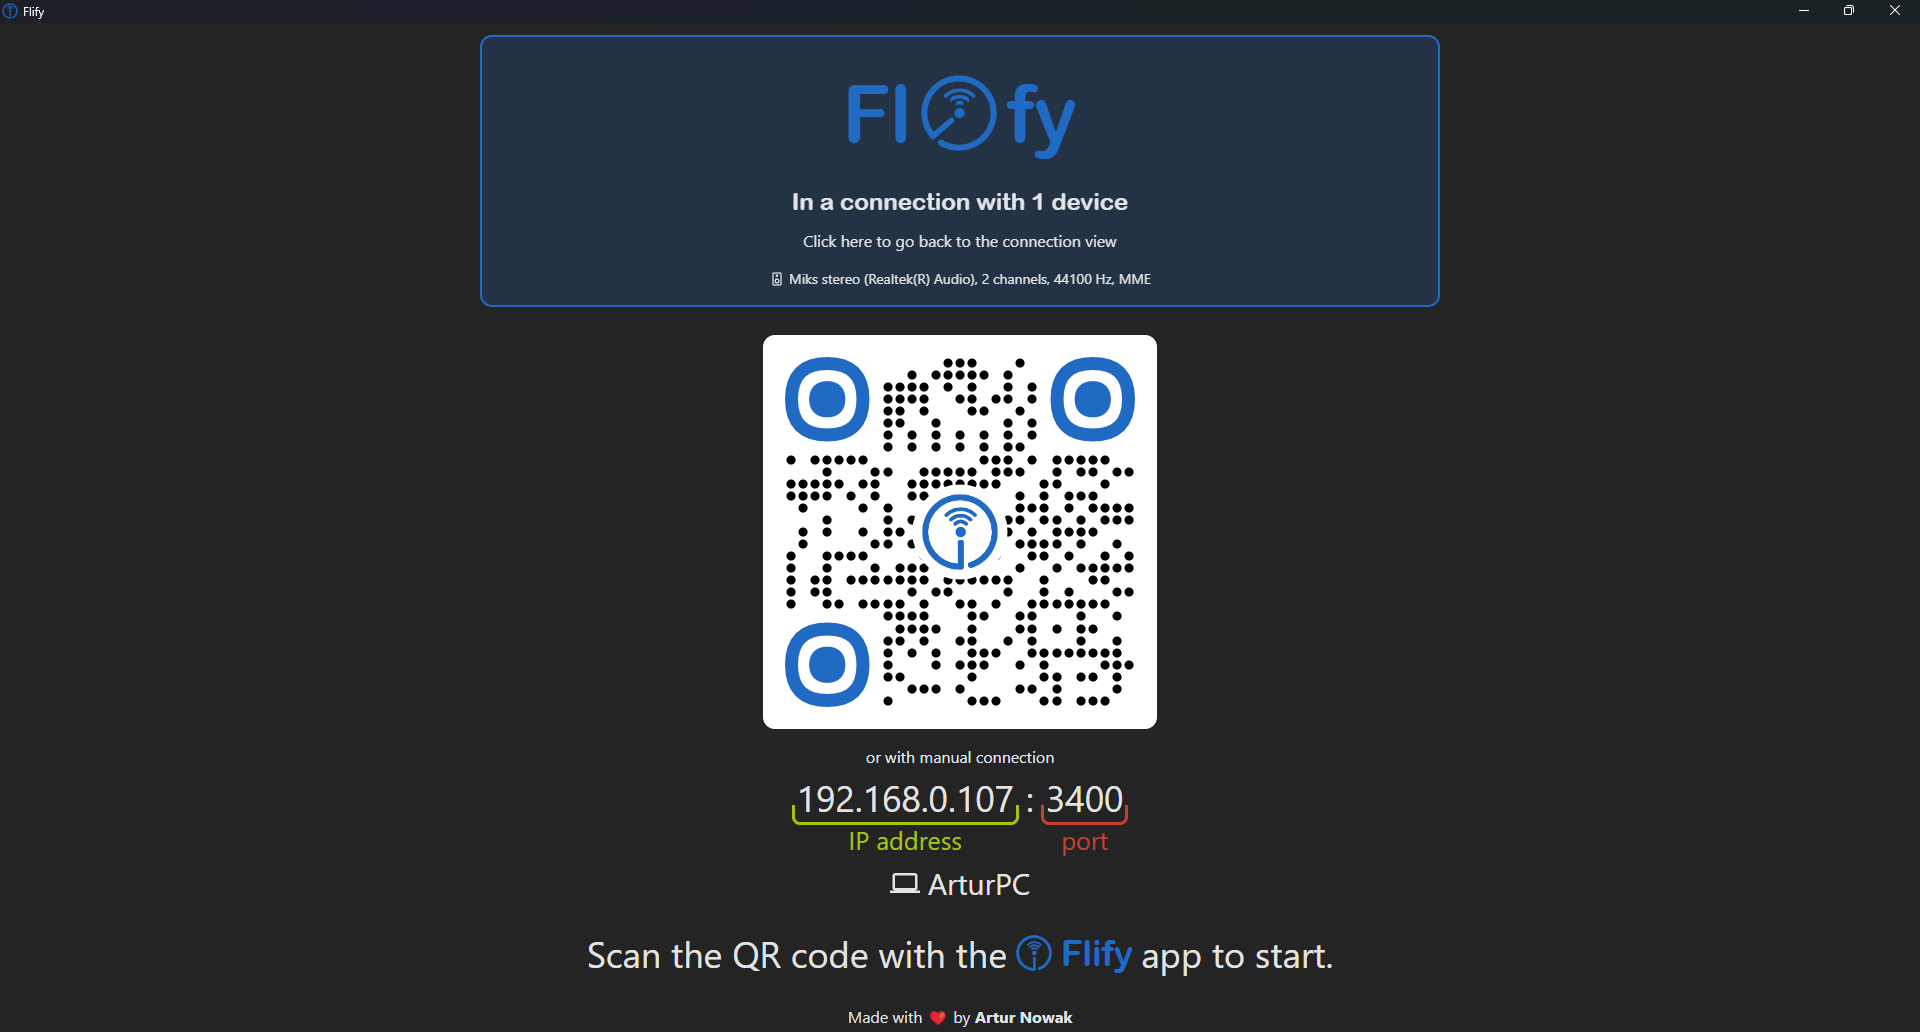 Flify
Fl fy
In a connection with 1 device
Click here to go back to the connection view
Miks stereo (Realtek(R) Audio), 2 channels, 44100 Hz, MME
or with manual connection
192.168.0.107 : 3400
IP address port
ArturPC
Scan the QR code with the Flify app to start.
Made with ❤️ by Artur Nowak